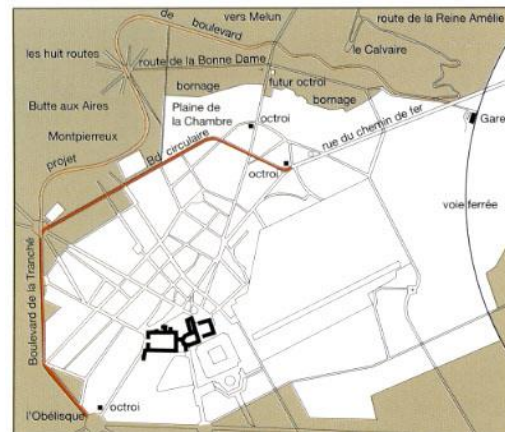 de boulevard
vers Melun
route de la Reine Amélie
les huit routes
route de la Bonne Dame
le Calvaire
bornage
futur octroi
Butte aux Aires
Plaine de
la Chambre
bornage
octroi
rue du chemin de fer
Gare
Montpierreux
Bd circulaire
projet
octroi
voie ferrée
Boulevard de la Tranché
l'Obélisque
octroi